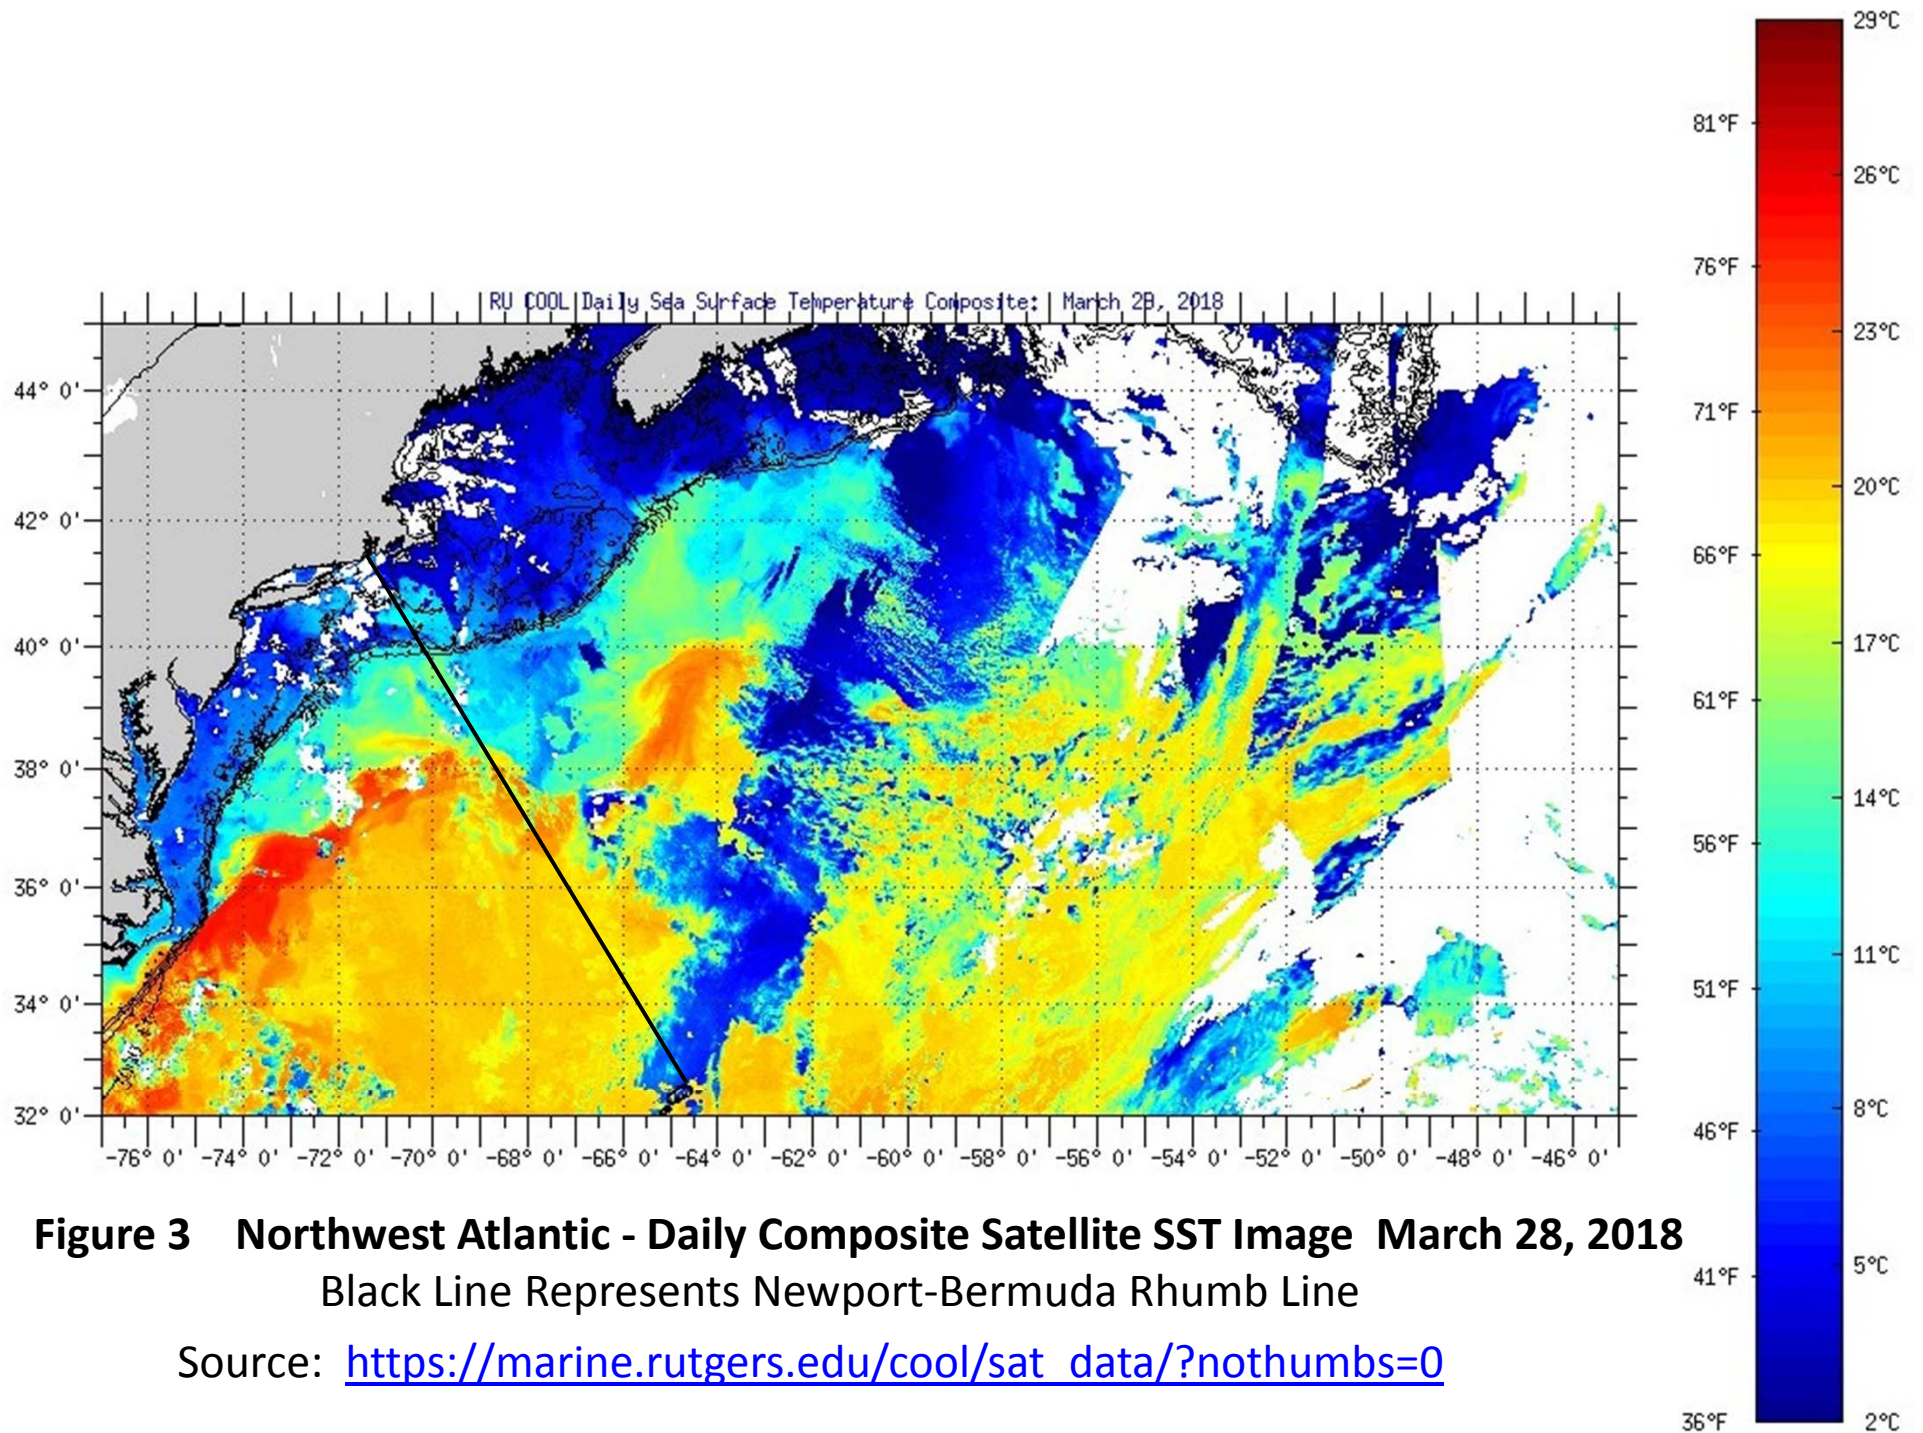 29°C
81°F
26°C
76°F
23°C
RU COOL Daily Sea Surface Temperature Composite: March 28, 2018
44° 0'
71°F
20°C
42° 0'
66°F
17°C
40° 0'
61°F
38° 0'
14°C
56°F
36° 0'
11°C
51°F
34° 0'
8°C
32° 0'
46°F
-76° 0' -74° 0' -72° 0' -70° 0' -68° 0' -66° 0' -64° 0' -62° 0' -60° 0' -58° 0' -56° 0' -54° 0' -52° 0' -50° 0' -48° 0' -46° 0'
Figure 3 Northwest Atlantic - Daily Composite Satellite SST Image March 28, 2018
5°C
41°F
Black Line Represents Newport-Bermuda Rhumb Line
Source: https://marine.rutgers.edu/cool/sat_data/?nothumbs=0
36°F
2°C